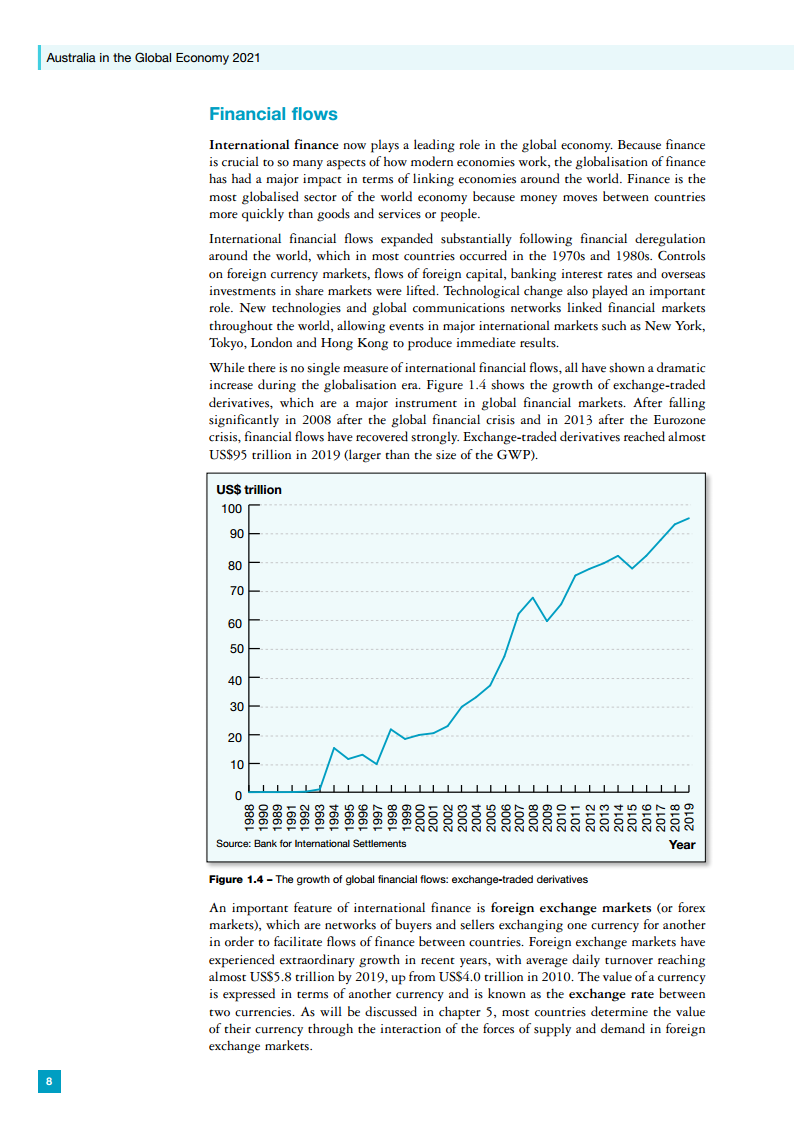 Australia in the Global Economy 2021
Financial flows
International finance now plays a leading role in the global economy. Because finance
is crucial to so many aspects of how modern economies work, the globalisation of finance
has had a major impact in terms of linking economies around the world. Finance is the
most globalised sector of the world economy because money moves between countries
more quickly than goods and services or people.
International financial flows expanded substantially following financial deregulation
around the world, which in most countries occurred in the 1970s and 1980s. Controls
on foreign currency markets, flows of foreign capital, banking interest rates and overseas
investments in share markets were lifted. Technological change also played an important
role. New technologies and global communications networks linked financial markets
throughout the world, allowing events in major international markets such as New York,
Tokyo, London and Hong Kong to produce immediate results.
While there is no single measure of international financial flows, all have shown a dramatic
increase during the globalisation era. Figure 1.4 shows the growth of exchange-traded
derivatives, which are a major instrument in global financial markets. After falling
significantly in 2008 after the global financial crisis and in 2013 after the Eurozone
crisis, financial flows have recovered strongly. Exchange-traded derivatives reached almost
US$95 trillion in 2019 (larger than the size of the GWP).
US$ trillion
100
90
80
70
60
50
40
30
20
10
0
1988
1990
1989
1991
1992
1993
1994
1995
1996
1997
1998
1999
2000
2001
2002
2003
2004
2005
2006
2007
2008
2009
2010
2011
2012
2013
2014
2015
2016
2017
2018
2019
Source: Bank for International Settlements
Year
Figure 1.4 – The growth of global financial flows: exchange-traded derivatives
An important feature of international finance is foreign exchange markets (or forex
markets), which are networks of buyers and sellers exchanging one currency for another
in order to facilitate flows of finance between countries. Foreign exchange markets have
experienced extraordinary growth in recent years, with average daily turnover reaching
almost US$5.8 trillion by 2019, up from US$4.0 trillion in 2010. The value of a currency
is expressed in terms of another currency and is known as the exchange rate between
two currencies. As will be discussed in chapter 5, most countries determine the value
of their currency through the interaction of the forces of supply and demand in foreign
exchange markets.
8